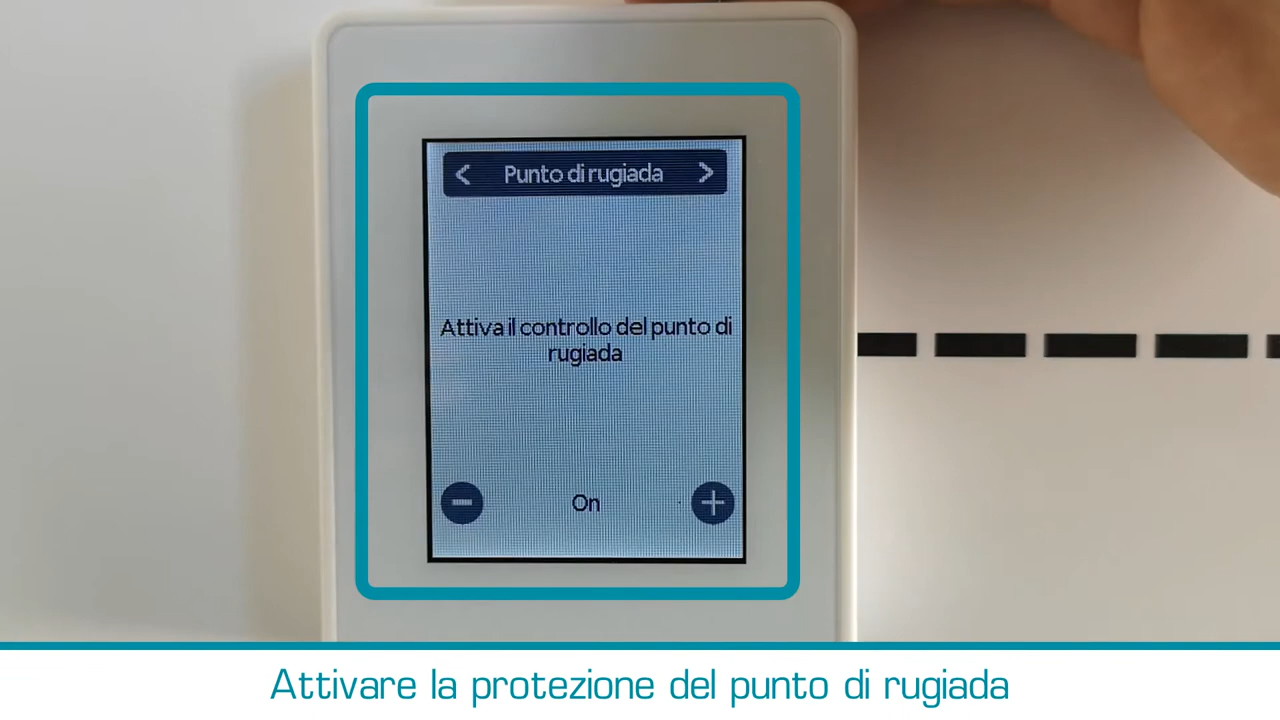 < Punto di rugiada >
Attiva il controllo del punto di
rugiada
On
Attivare la protezione del punto di rugiada